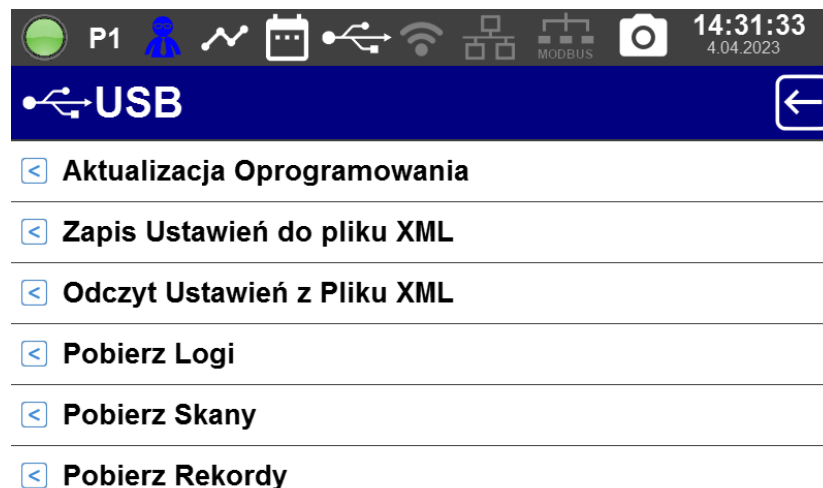 P1 MODBUS 14:31:33
4.04.2023
USB
< Aktualizacja Oprogramowania
< Zapis Ustawień do pliku XML
< Odczyt Ustawień z Pliku XML
< Pobierz Logi
< Pobierz Skany
< Pobierz Rekordy